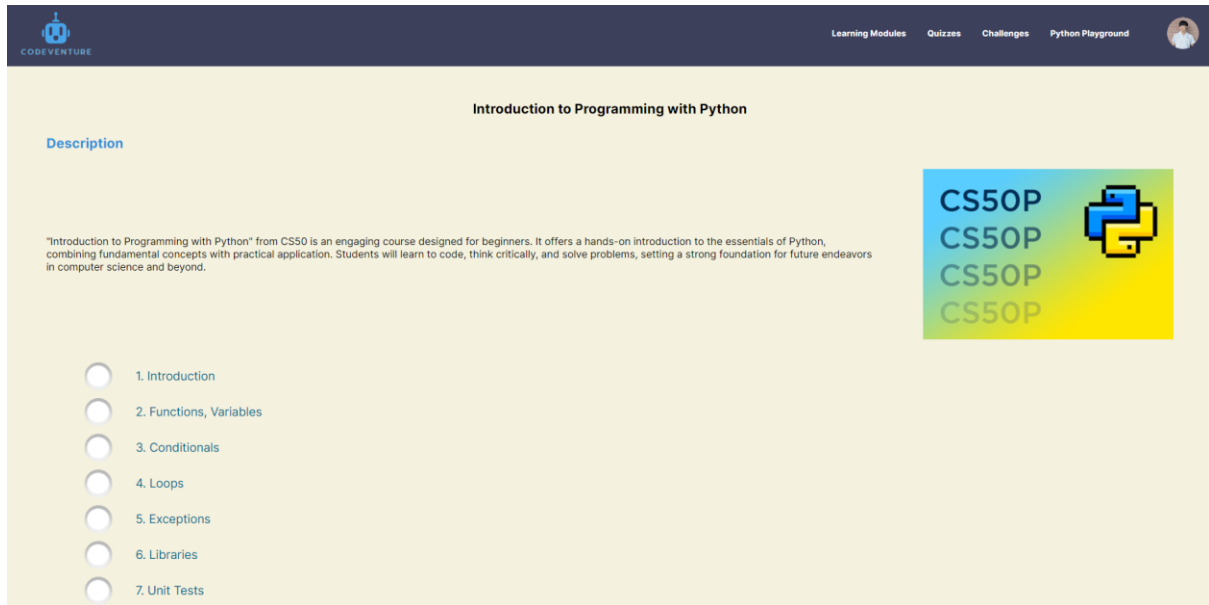 CODEVENTURE
Learning Modules Quizzes Challenges Python Playground
Introduction to Programming with Python
Description
"Introduction to Programming with Python" from CS50 is an engaging course designed for beginners. It offers a hands-on introduction to the essentials of Python,
combining fundamental concepts with practical application. Students will learn to code, think critically, and solve problems, setting a strong foundation for future endeavors
in computer science and beyond.
CS50P
CS50P
CS50P
CS50P
1. Introduction
2. Functions, Variables
3. Conditionals
4. Loops
5. Exceptions
6. Libraries
7. Unit Tests